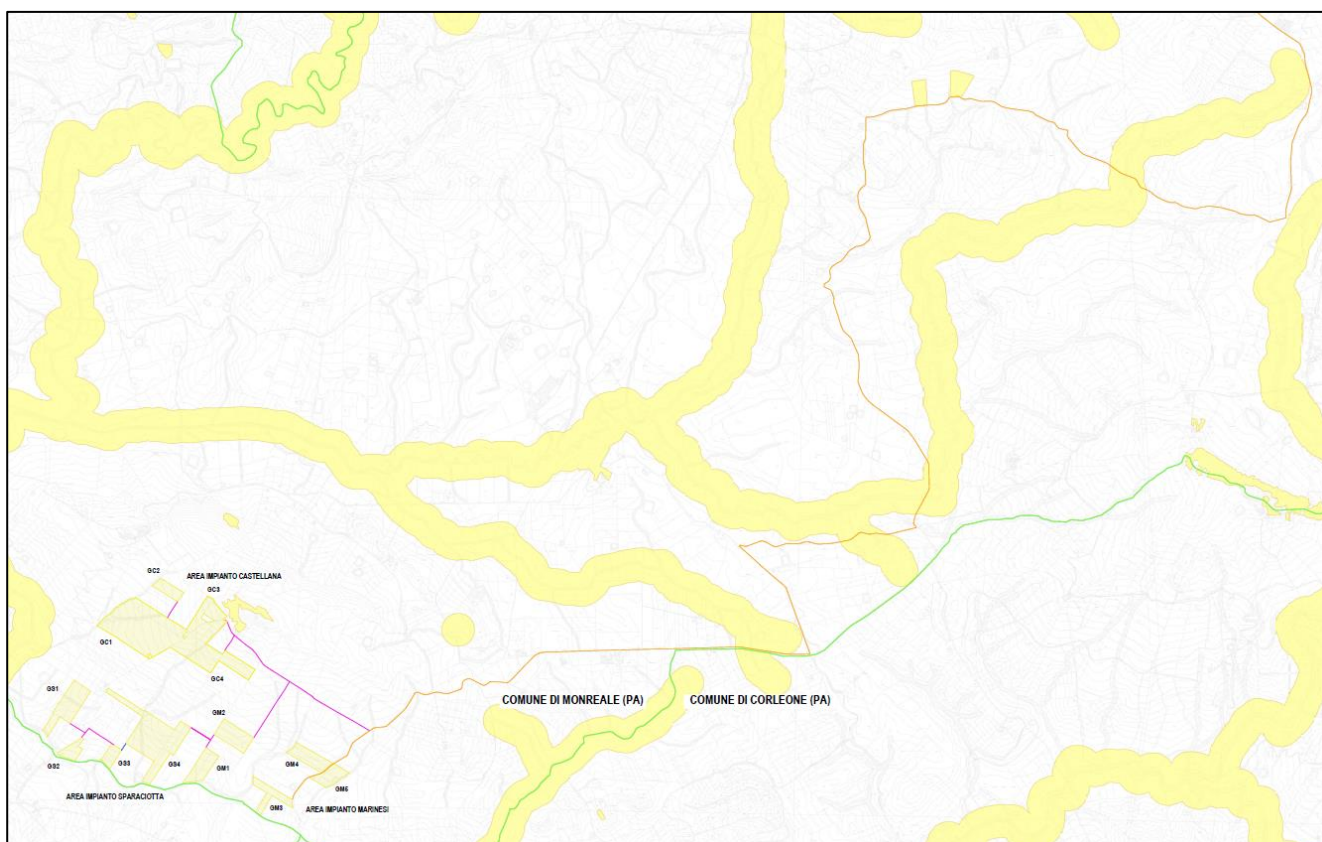 GC2
AREA IMPIANTO CASTELLANA
GC3
GC1
GC4
GS1
COMUNE DI MONREALE (PA)
COMUNE DI CORLEONE (PA)
GM2
GS2
GS3
GS4
GM1
GM4
GM5
AREA IMPIANTO SPARACIOTTA
GM3
AREA IMPIANTO MARINESI